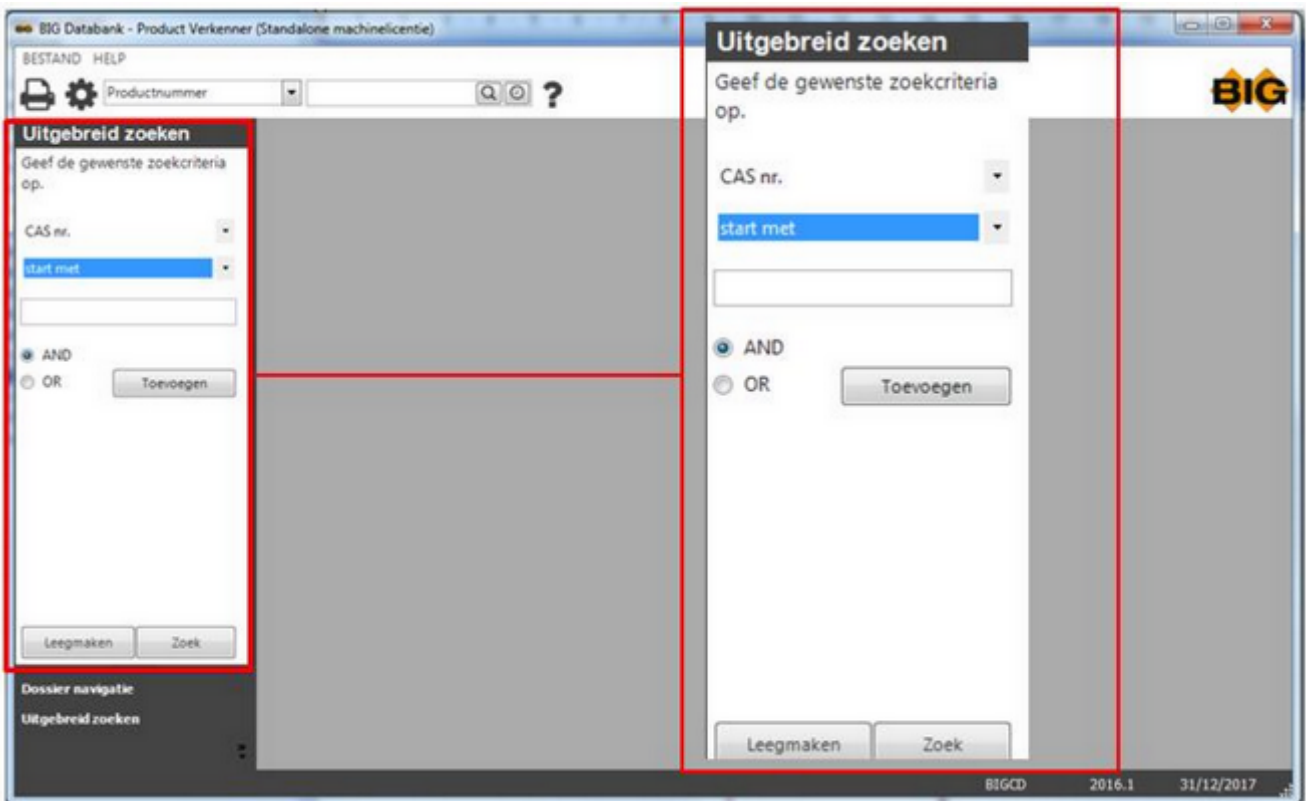 BIG Databank - Product Verkenner (Standalone machinelicentie)
BESTAND HELP
Productnummer
?
BIG
Uitgebreid zoeken
Geef de gewenste zoekcriteria
op.
CAS nr.
start met
AND
OR
Toevoegen
Leegmaken
Zoek
Dossier navigatie
Uitgebreid zoeken
Uitgebreid zoeken
Geef de gewenste zoekcriteria
op.
CAS nr.
start met
AND
OR
Toevoegen
Leegmaken
Zoek
BIGCD 2016.1 31/12/2017